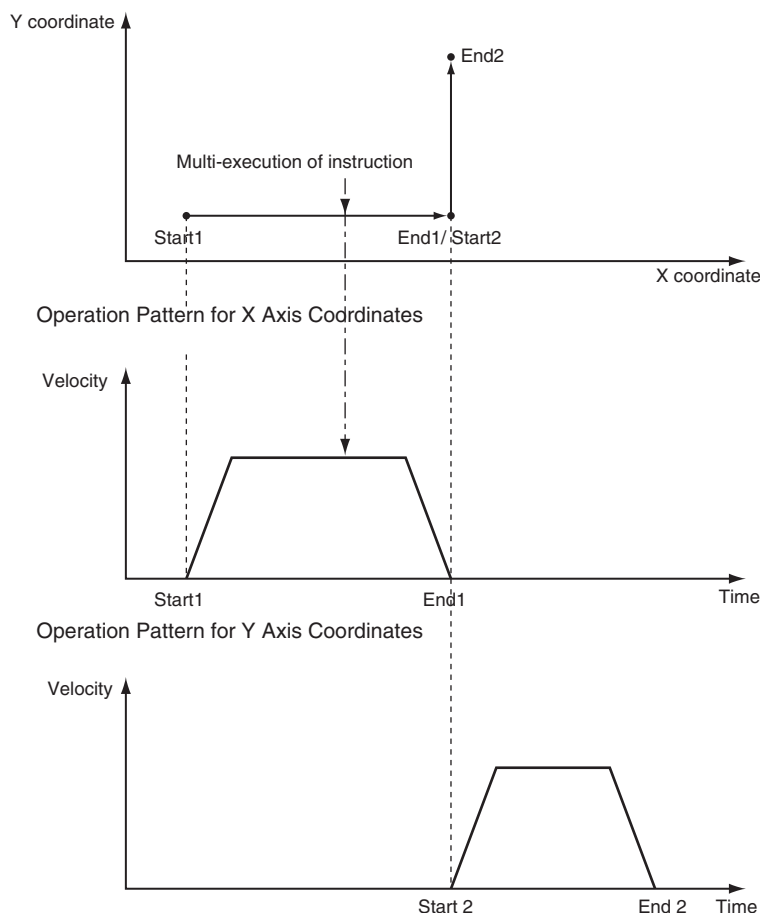 Y coordinate
End2
Multi-execution of instruction
Start1
End1/ Start2
X coordinate
Operation Pattern for X Axis Coordinates
Velocity
Start1
End1
Time
Operation Pattern for Y Axis Coordinates
Velocity
Start 2
End 2
Time